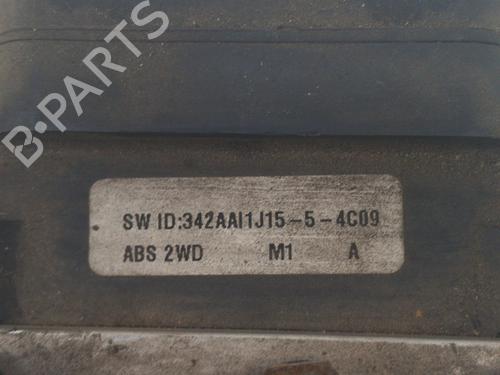 B-PARTS
SW ID:342AAI1J15-5-4C09
ABS 2WD M1 A